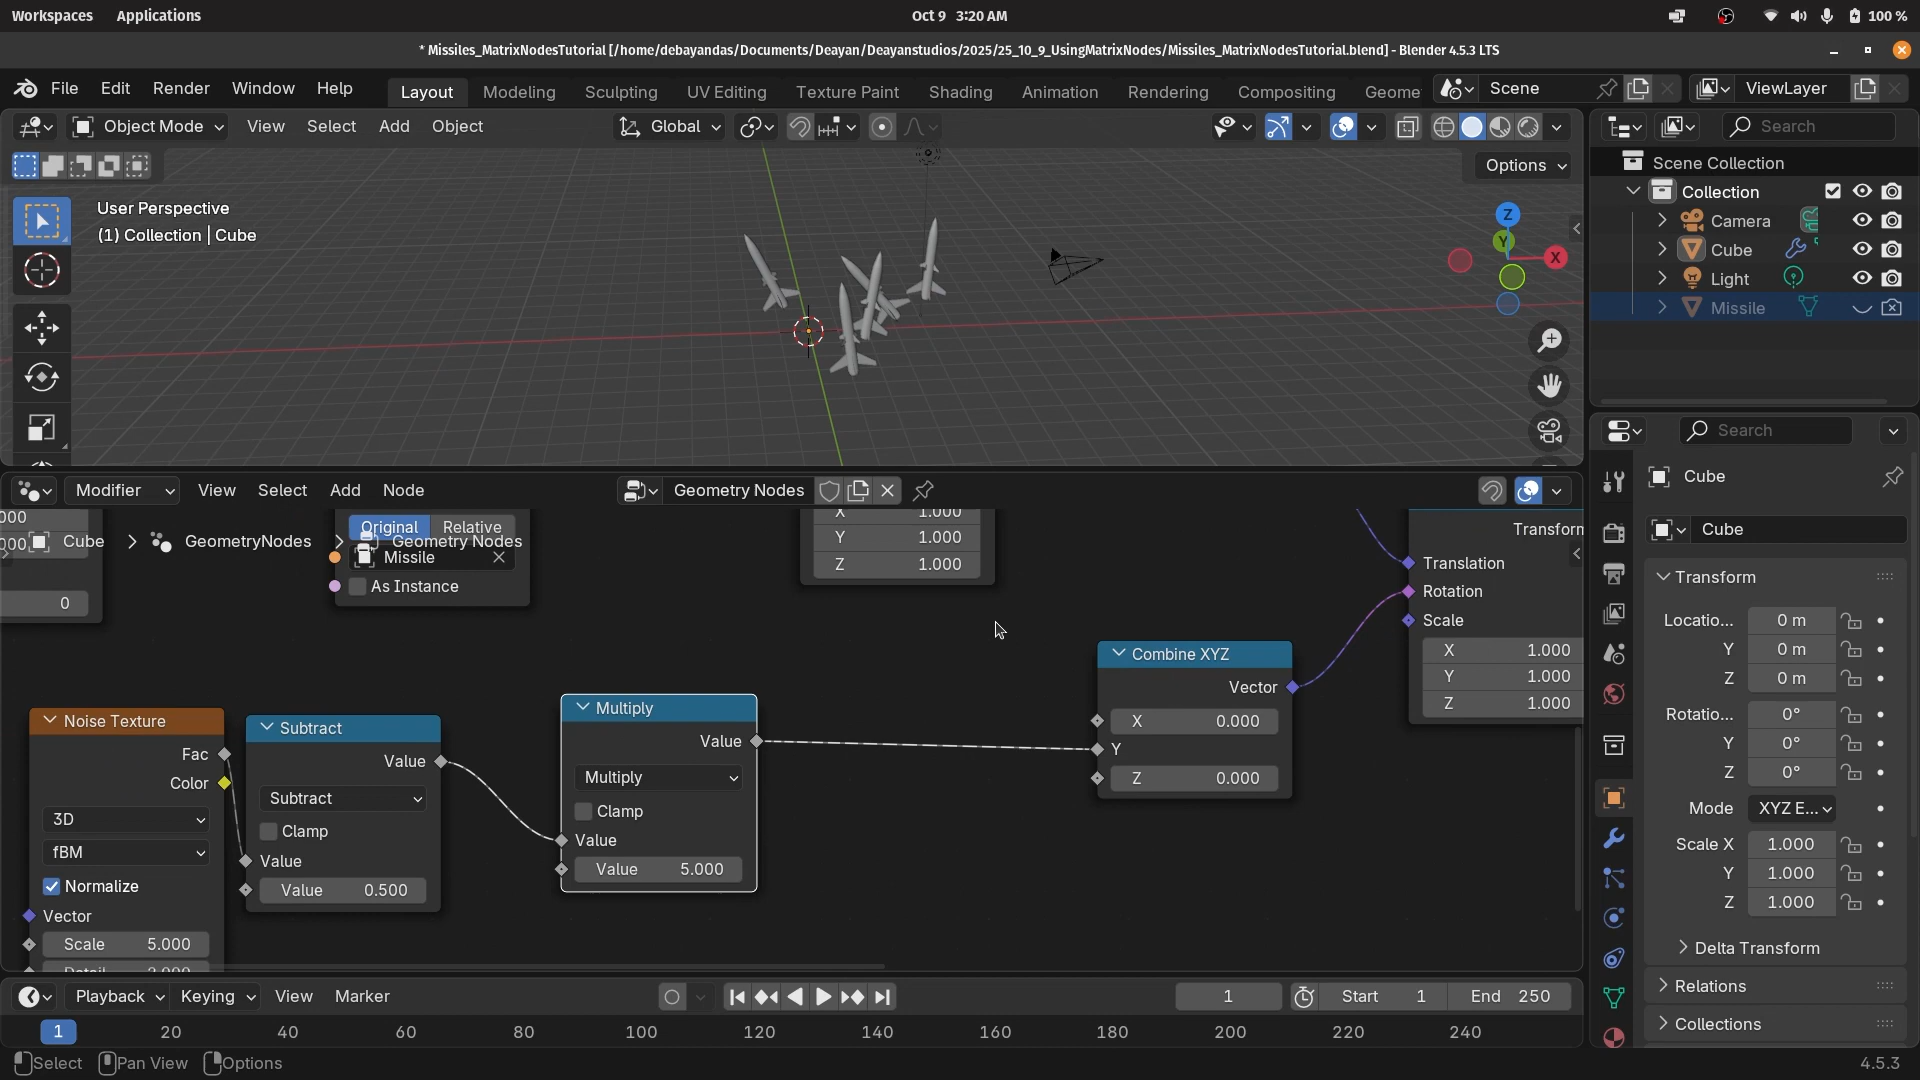 Workspaces Applications Oct 9 3:20 AM 100 %
* Missiles_MatrixNodesTutorial [/home/debayandas/Documents/Deayan/Deayanstudios/2025/25_10_9_UsingMatrixNodes/Missiles_MatrixNodesTutorial.blend] - Blender 4.5.3 LTS
File Edit Render Window Help Layout Modeling Sculpting UV Editing Texture Paint Shading Animation Rendering Compositing Geome Scene ViewLayer
Object Mode View Select Add Object Global Search
Options
Scene Collection
Collection
Camera
Cube
Light
Missile
User Perspective
(1) Collection | Cube
Z
Y
X
Modifier View Select Add Node Geometry Nodes
Cube GeometryNodes Geometry Nodes
000
000
0
Original Relative
Missile
As Instance
X 1.000
Y 1.000
Z 1.000
Transform
Translation
Rotation
Scale
X 1.000
Y 1.000
Z 1.000
Combine XYZ
Vector
X 0.000
Y
Z 0.000
Noise Texture
Fac
Color
3D
fBM
Normalize
Vector
Scale 5.000
Subtract
Value
Subtract
Clamp
Value
Value 0.500
Multiply
Value
Multiply
Clamp
Value
Value 5.000
Search
Cube
Cube
Transform
Locatio... 0 m
Y 0 m
Z 0 m
Rotatio... 0°
Y 0°
Z 0°
Mode XYZ E...
Scale X 1.000
Y 1.000
Z 1.000
Delta Transform
Relations
Collections
Playback Keying View Marker 1 Start 1 End 250
1 20 40 60 80 100 120 140 160 180 200 220 240
Select Pan View Options 4.5.3